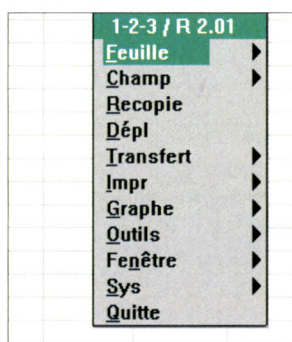 1-2-3 / R 2.01
Feuille
Champ
Recopie
Dépl
Transfert
Impr
Graphe
Outils
Fenêtre
Sys
Quitte